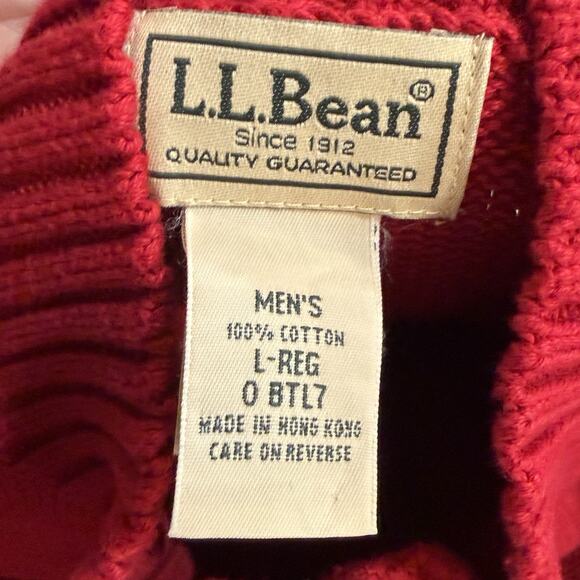 L.L.Bean®
Since 1912
QUALITY GUARANTEED
MEN'S
100% COTTON
L-REG
0 BTL7
MADE IN HONG KONG
CARE ON REVERSE